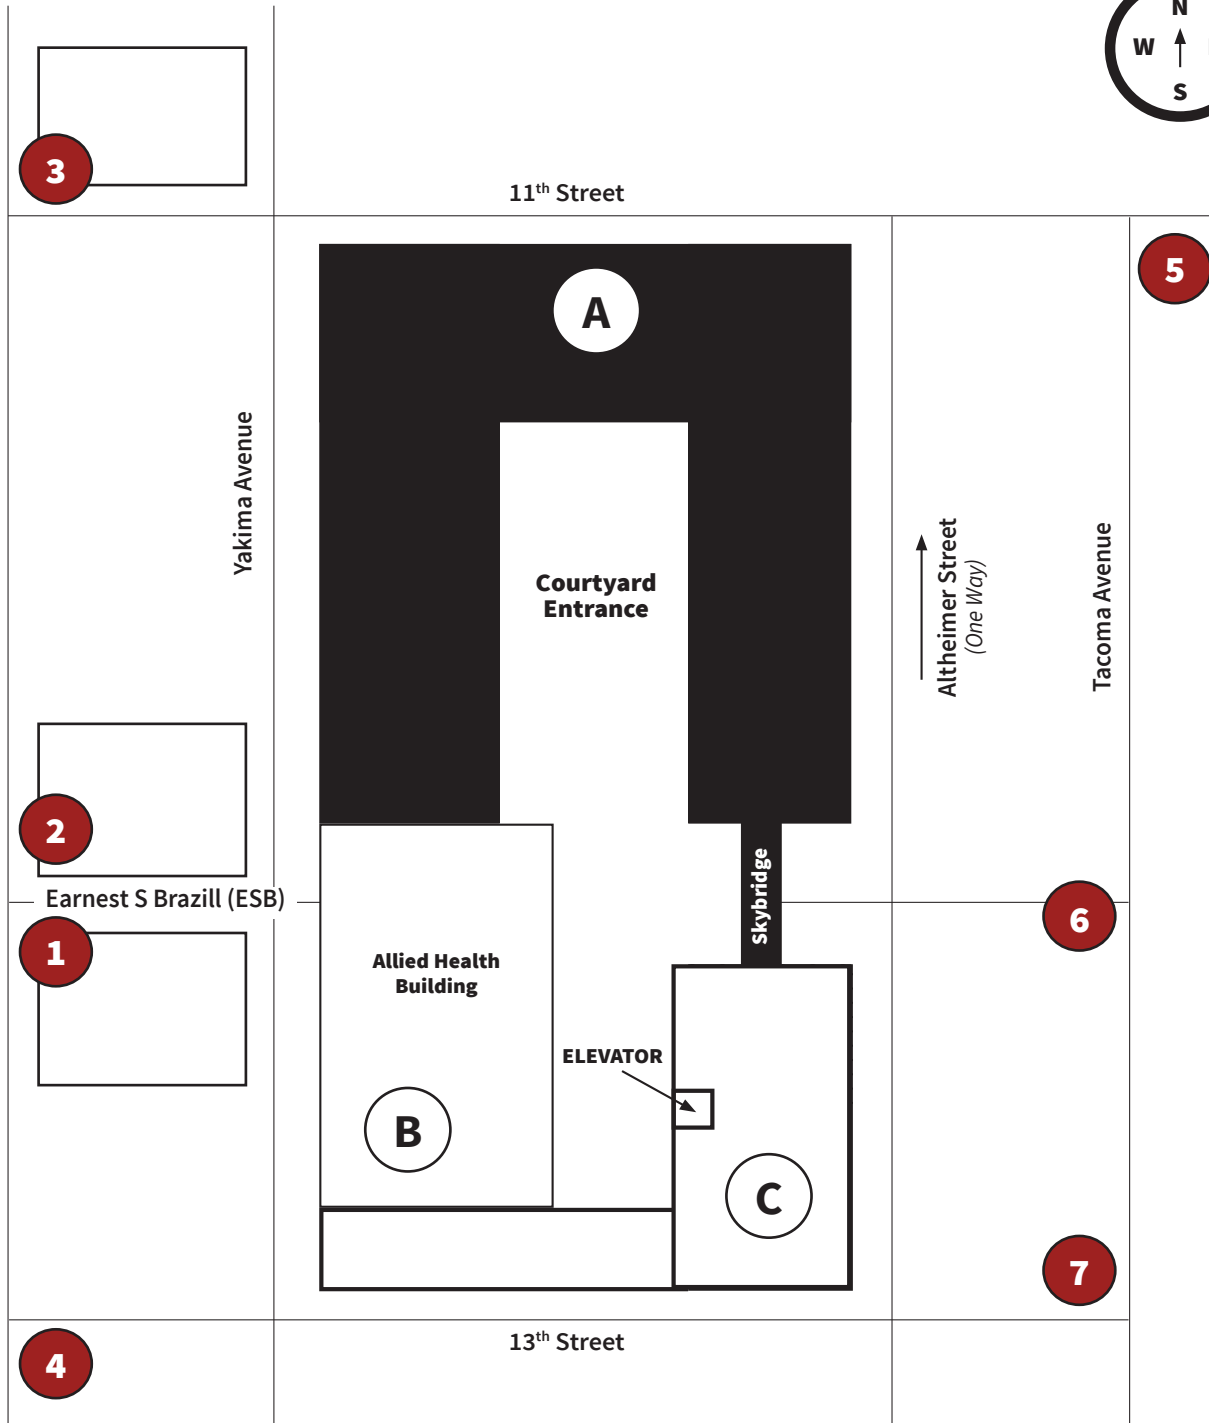 N
W
S
3
11th Street
5
A
Yakima Avenue
Courtyard
Entrance
Altheimer Street
(One Way)
Tacoma Avenue
2
Earnest S Brazill (ESB)
Skybridge
6
1
Allied Health
Building
ELEVATOR
B
C
7
13th Street
4